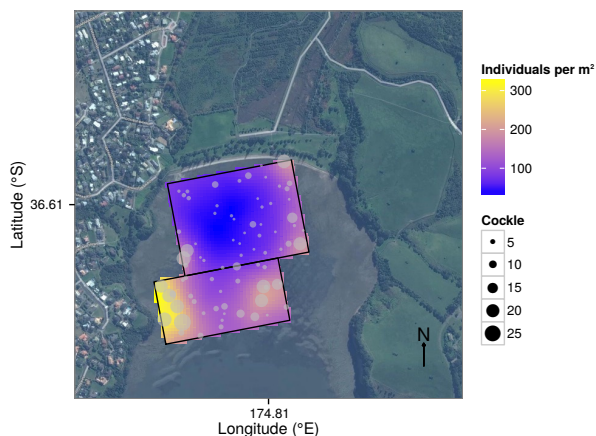 Individuals per m²
300
200
100
Latitude (°S)
36.61
Cockle
5
10
15
20
25
N
174.81
Longitude (°E)